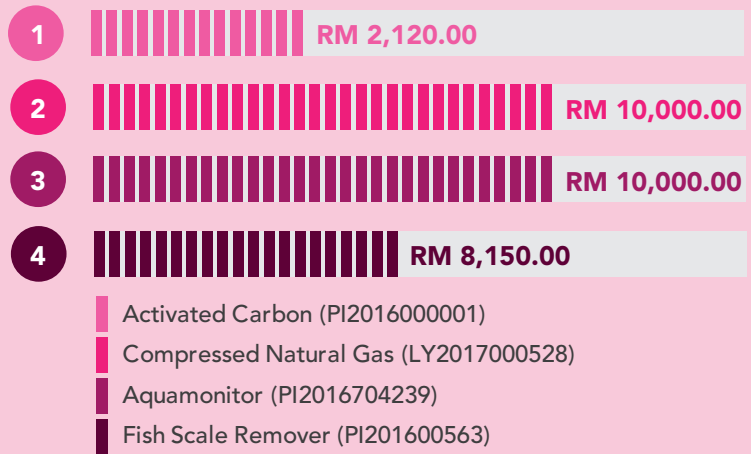 1 RM 2,120.00
2 RM 10,000.00
3 RM 10,000.00
4 RM 8,150.00
Activated Carbon (PI2016000001)
Compressed Natural Gas (LY2017000528)
Aquamonitor (PI2016704239)
Fish Scale Remover (PI201600563)